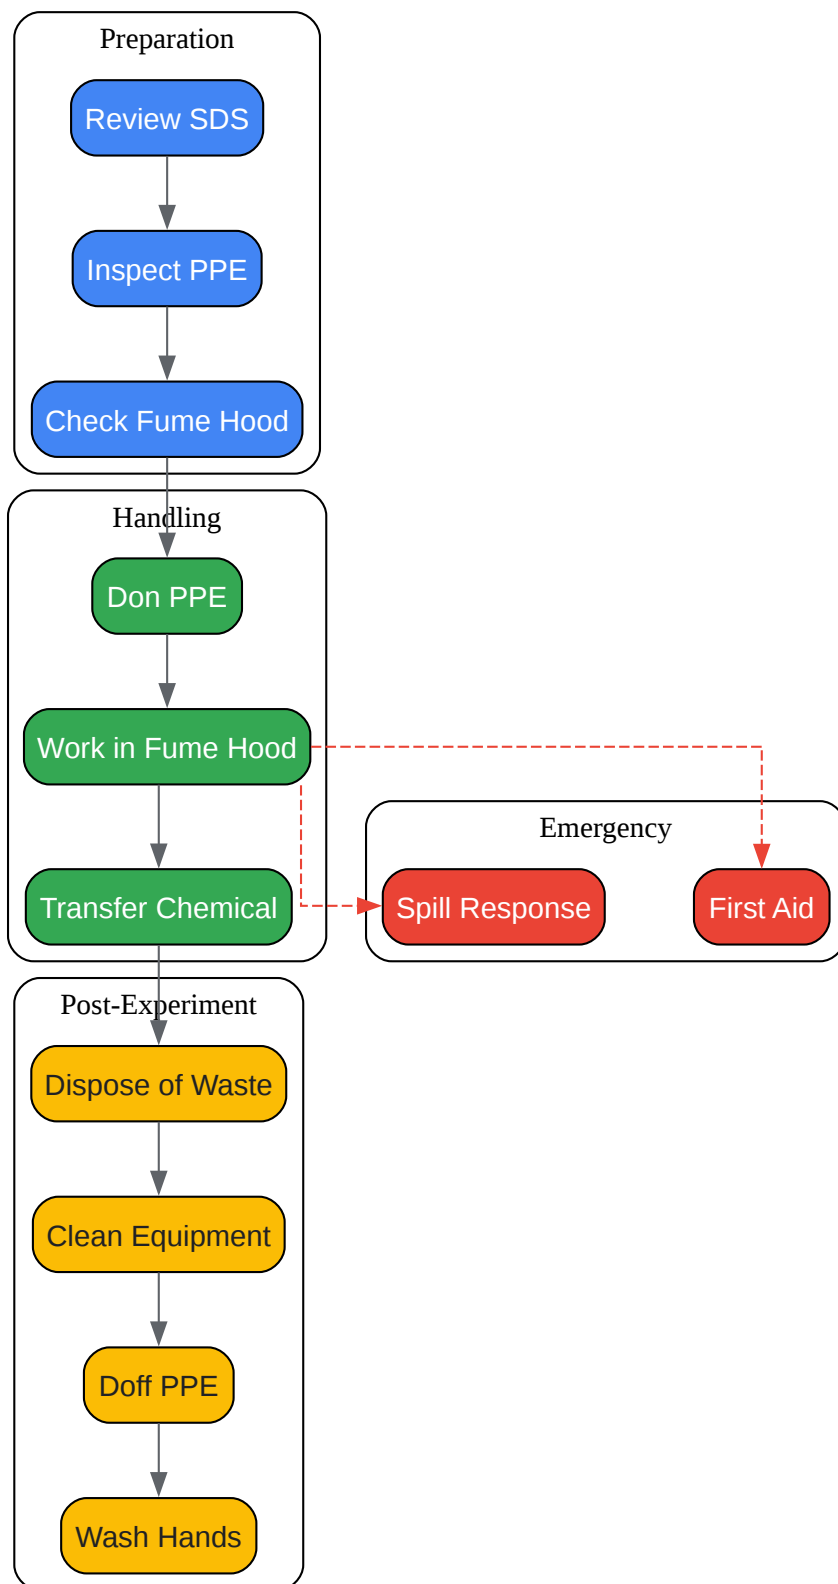 Preparation
Review SDS
Inspect PPE
Check Fume Hood
Handling
Don PPE
Work in Fume Hood
Transfer Chemical
Emergency
Spill Response
First Aid
Post-Experiment
Dispose of Waste
Clean Equipment
Doff PPE
Wash Hands